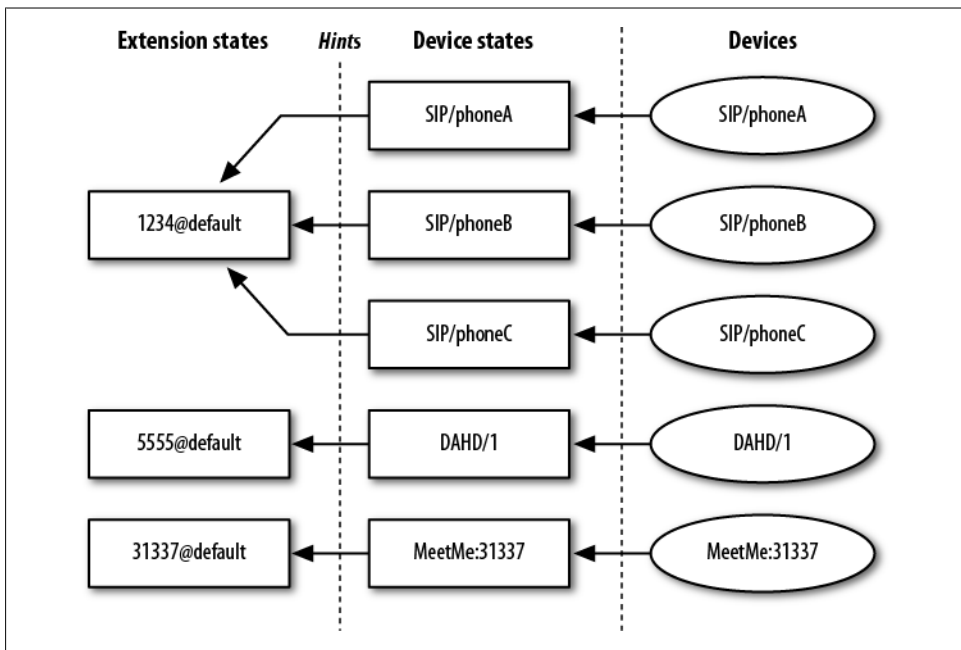 Extension states Hints Device states Devices
SIP/phoneA SIP/phoneA
1234@default SIP/phoneB SIP/phoneB
SIP/phoneC SIP/phoneC
5555@default DAHD/1 DAHD/1
31337@default MeetMe:31337 MeetMe:31337